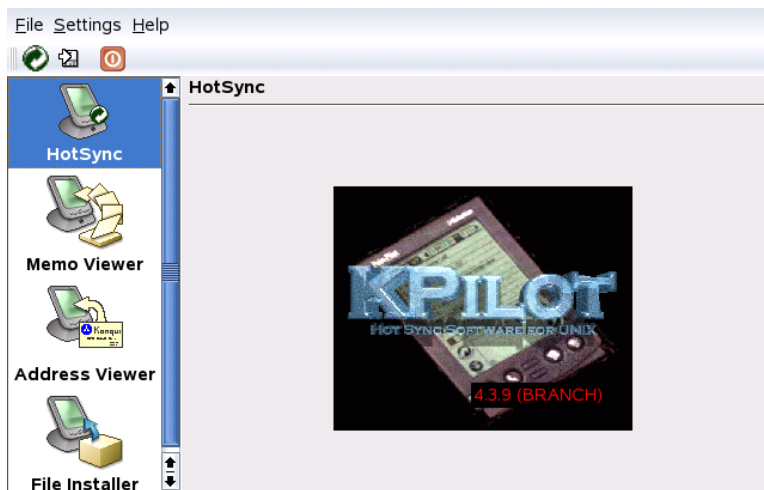 File Settings Help
HotSync
HotSync
Memo Viewer
Konqui
Address Viewer
File Installer
KPILOT
HOT SYNC SOFTWARE FOR UNIX
4.3.9 (BRANCH)